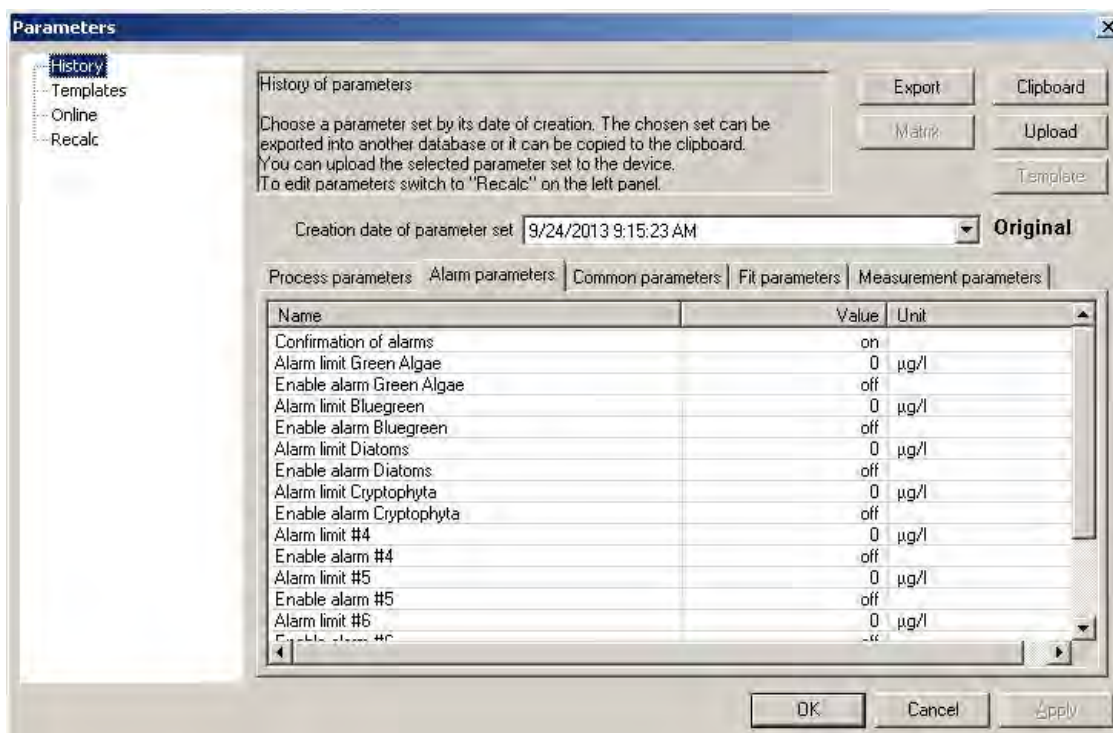 Parameters
History
Templates
Online
Recalc
History of parameters
Choose a parameter set by its date of creation. The chosen set can be
exported into another database or it can be copied to the clipboard.
You can upload the selected parameter set to the device.
To edit parameters switch to "Recalc" on the left panel.
Export
Clipboard
Matrix
Upload
Template
Creation date of parameter set 9/24/2013 9:15:23 AM Original
Process parameters Alarm parameters Common parameters Fit parameters Measurement parameters
Name Value Unit
Confirmation of alarms on
Alarm limit Green Algae 0 µg/l
Enable alarm Green Algae off
Alarm limit Bluegreen 0 µg/l
Enable alarm Bluegreen off
Alarm limit Diatoms 0 µg/l
Enable alarm Diatoms off
Alarm limit Cryptophyta 0 µg/l
Enable alarm Cryptophyta off
Alarm limit #4 0 µg/l
Enable alarm #4 off
Alarm limit #5 0 µg/l
Enable alarm #5 off
Alarm limit #6 0 µg/l
Enable alarm #6 off
OK Cancel Apply